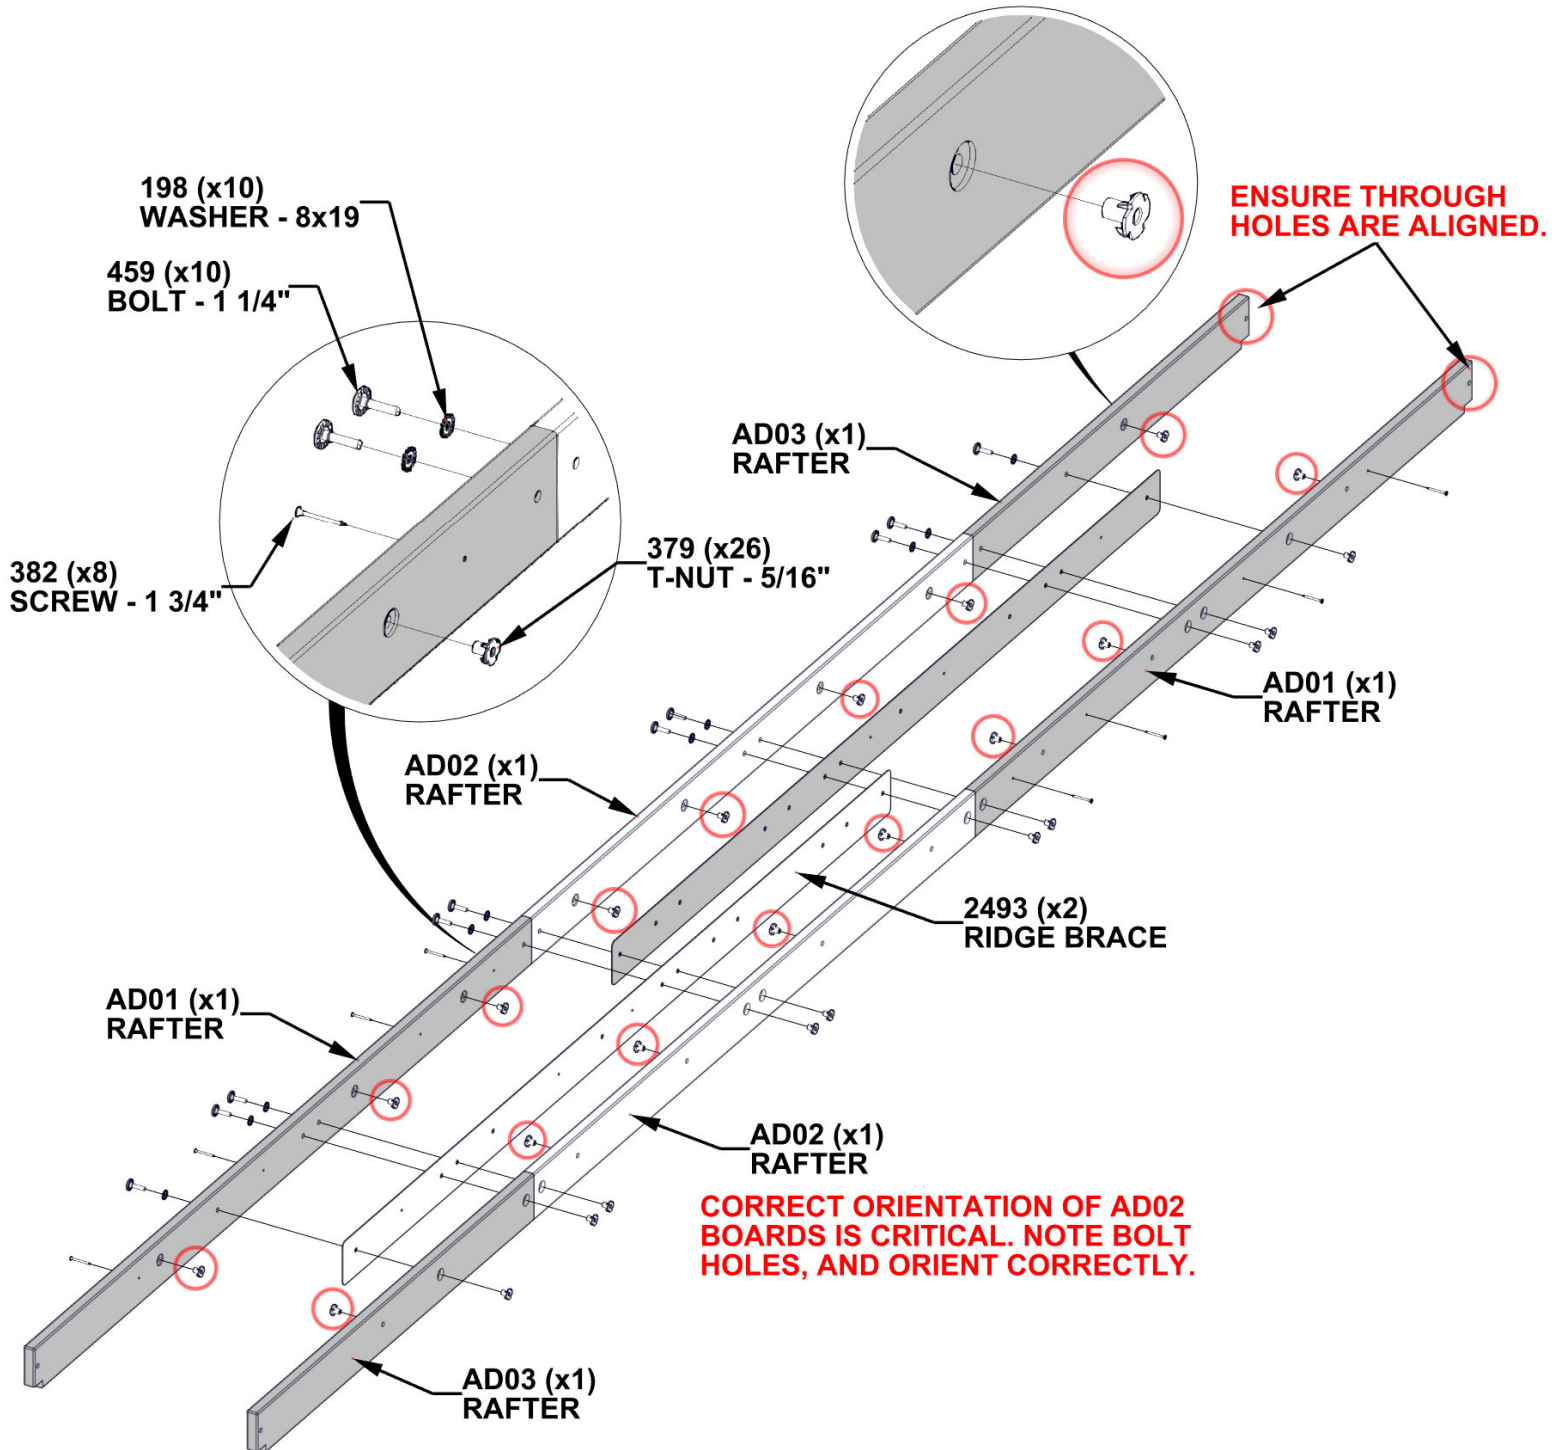 198 (x10)
WASHER - 8x19
459 (x10)
BOLT - 1 1/4"
382 (x8)
SCREW - 1 3/4"
379 (x26)
T-NUT - 5/16"
ENSURE THROUGH
HOLES ARE ALIGNED.
AD03 (x1)
RAFTER
AD01 (x1)
RAFTER
AD02 (x1)
RAFTER
2493 (x2)
RIDGE BRACE
AD01 (x1)
RAFTER
AD02 (x1)
RAFTER
CORRECT ORIENTATION OF AD02
BOARDS IS CRITICAL. NOTE BOLT
HOLES, AND ORIENT CORRECTLY.
AD03 (x1)
RAFTER